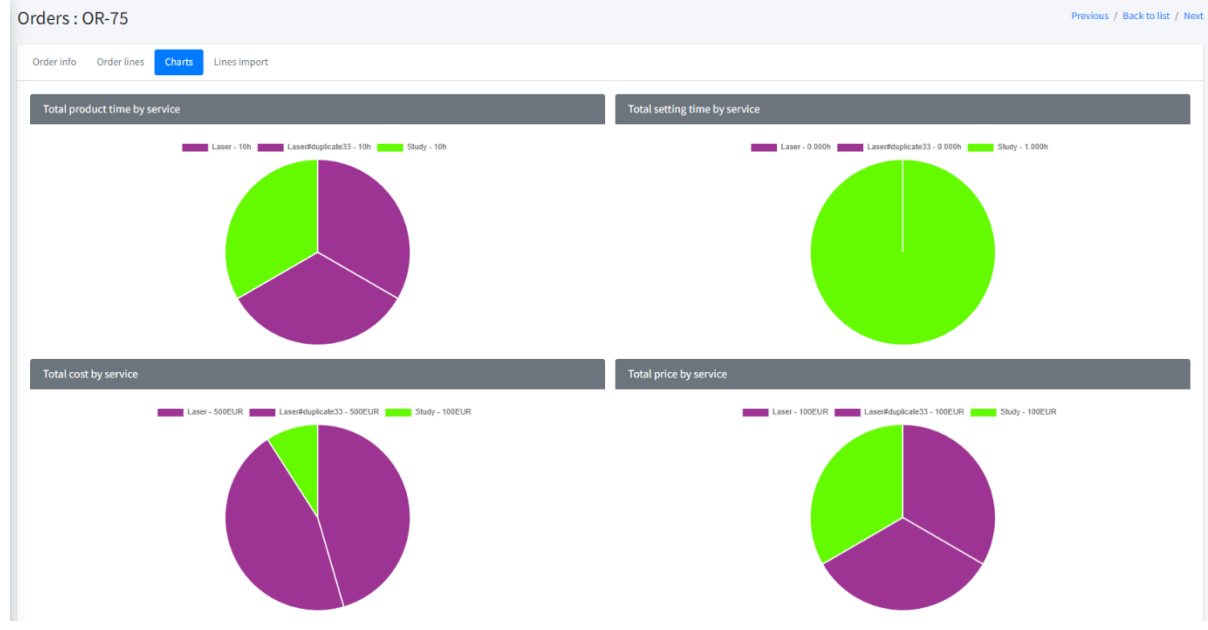 Orders : OR-75
Previous / Back to list / Next
Order info Order lines Charts Lines Import
Total product time by service
Laser - 10h Laser#duplicate33 - 10h Study - 10h
Total setting time by service
Laser - 0.000h Laser#duplicate33 - 0.000h Study - 1.000h
Total cost by service
Laser - 500EUR Laser#duplicate33 - 500EUR Study - 100EUR
Total price by service
Laser - 100EUR Laser#duplicate33 - 100EUR Study - 100EUR